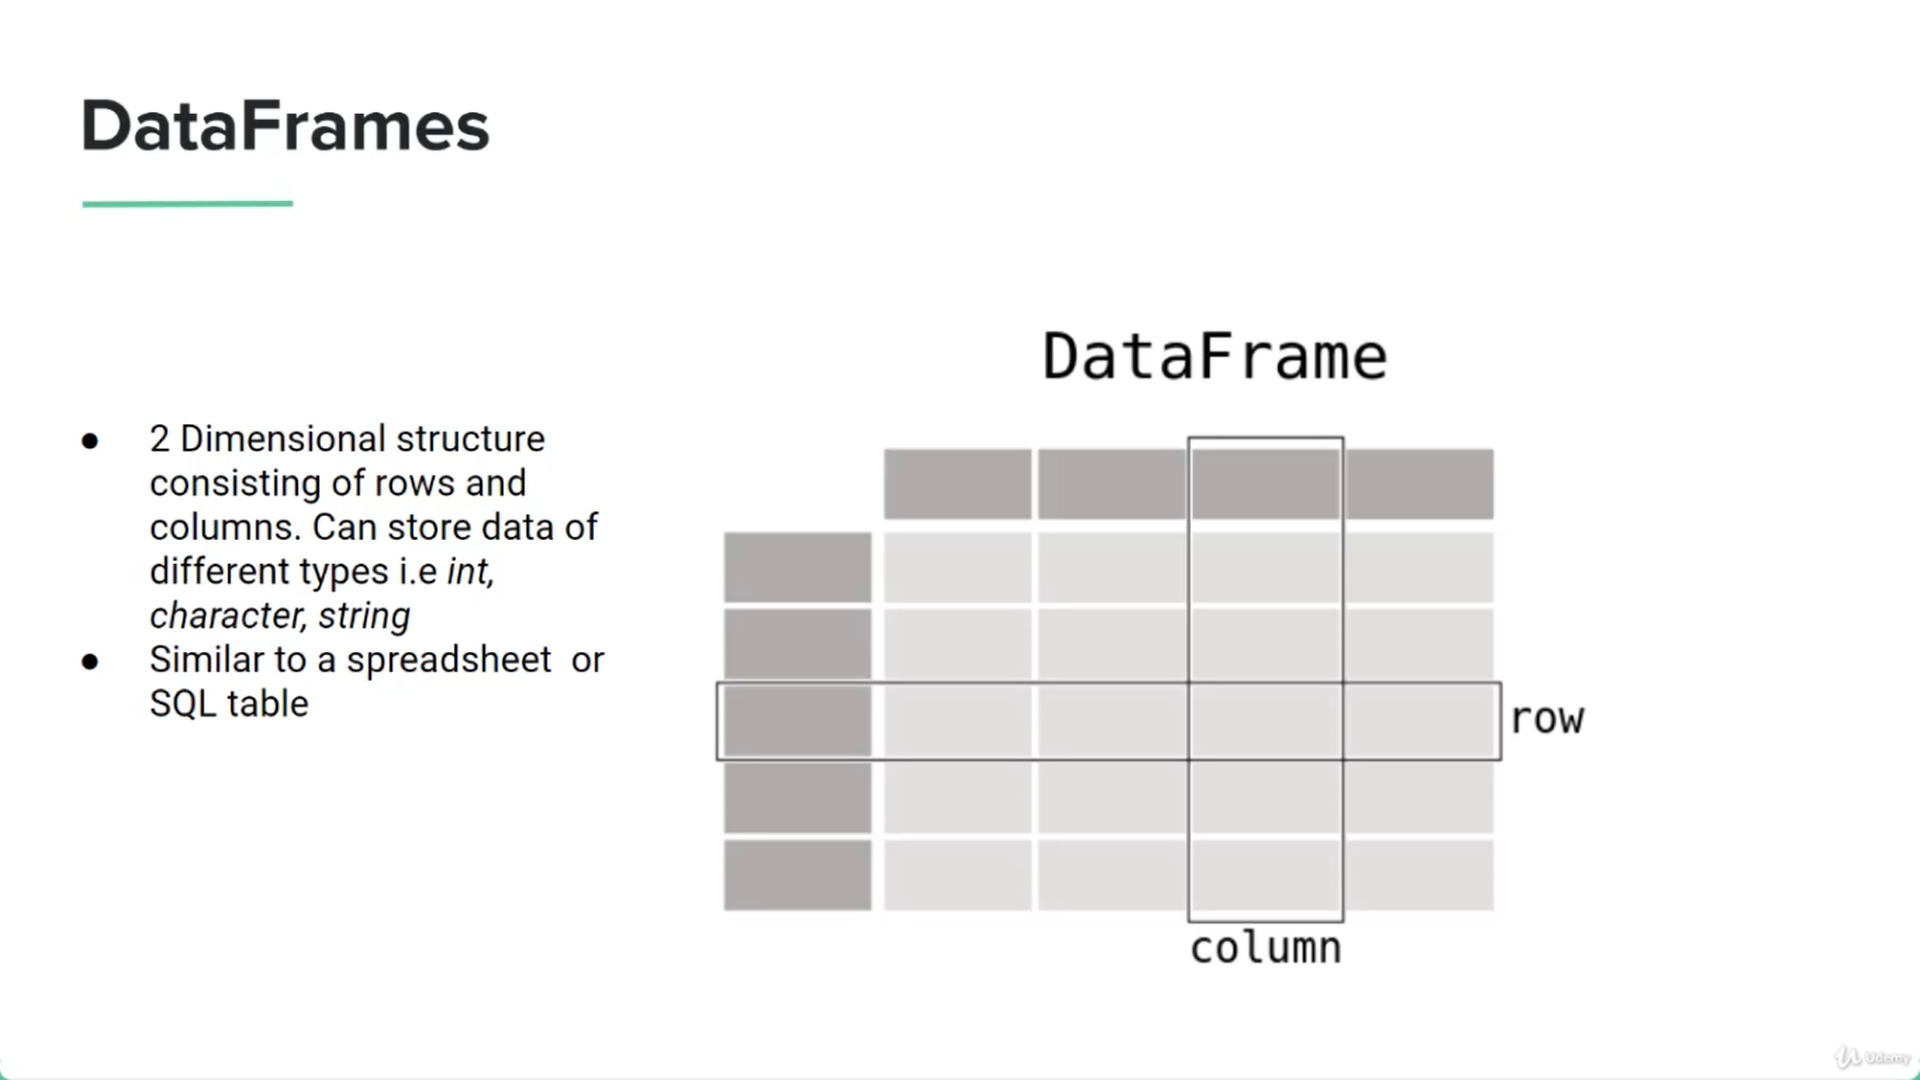 DataFrames
● 2 Dimensional structure
consisting of rows and
columns. Can store data of
different types i.e int,
character, string
● Similar to a spreadsheet  or
SQL table
DataFrame
row
column
Udemy